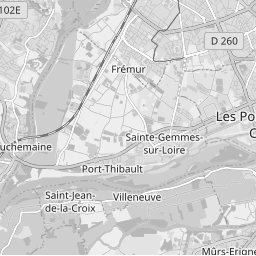 102E
D 260
Frémur
Les Po
Sainte-Gemmes-
sur-Loire
uchemaine
Port-Thibault
Saint-Jean-
de-la-Croix
Villeneuve
Mûrs-Erigne